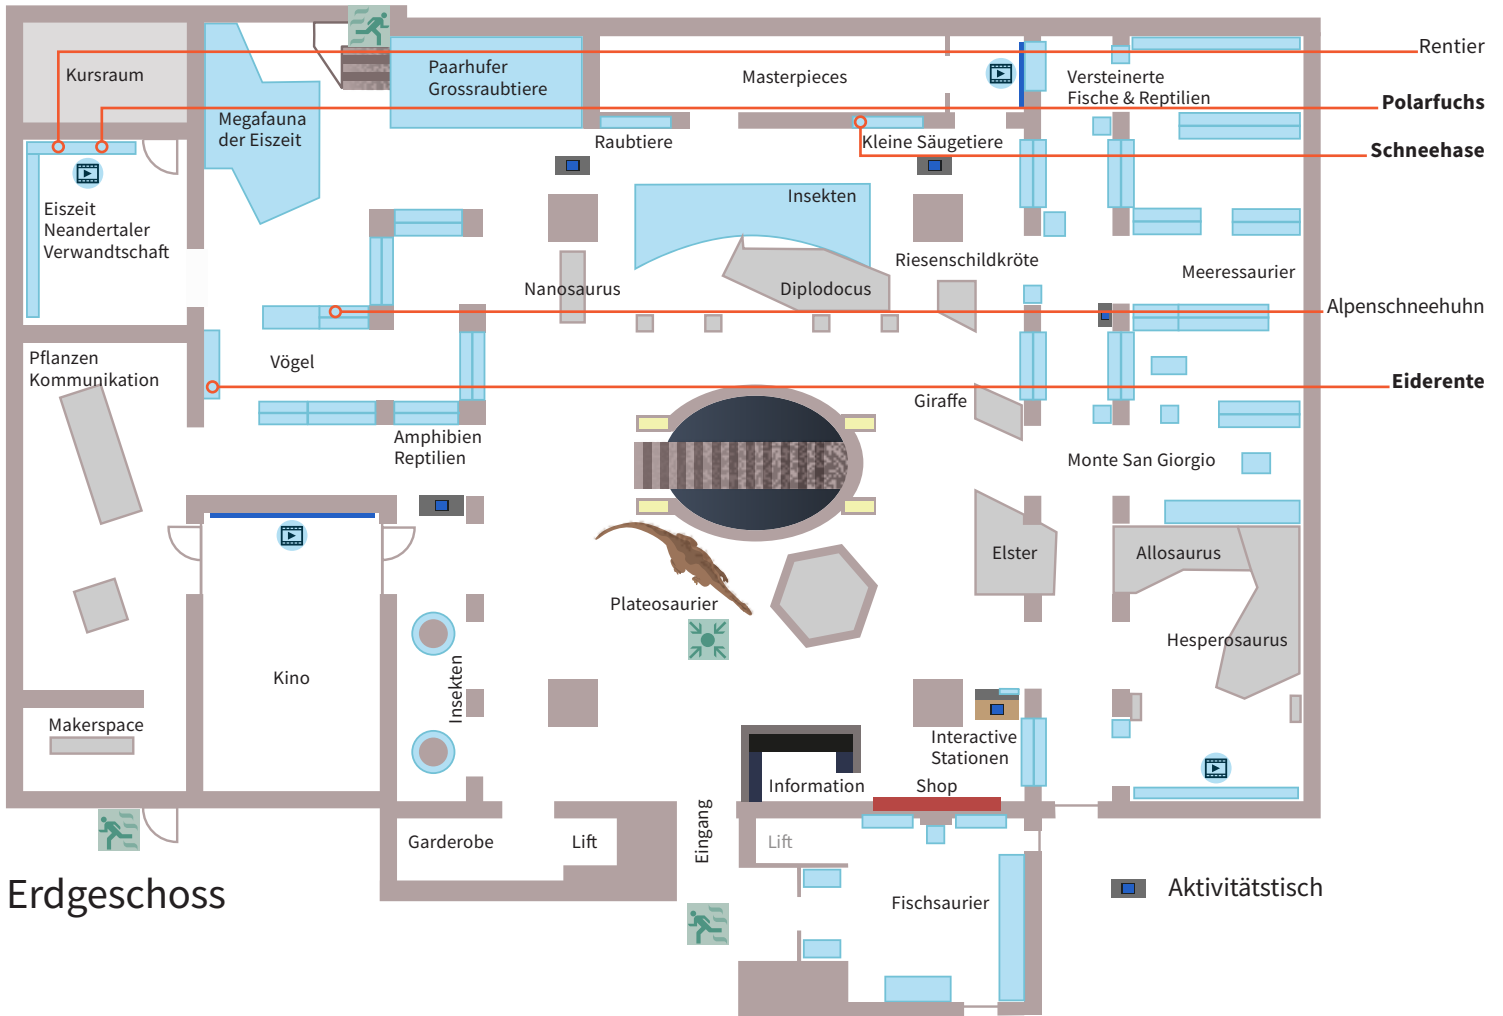 Rentier
Kursraum
Paarhufer
Grossraubtiere
Masterpieces
Versteinerte
Fische & Reptilien
Polarfuchs
Megafauna
der Eiszeit
Raubtiere
Kleine Säugetiere
Schneehase
Eiszeit
Neandertaler
Verwandtschaft
Insekten
Riesenschildkröte
Meeressaurier
Nanosaurus
Diplodocus
Alpenschneehuhn
Pflanzen
Kommunikation
Vögel
Eiderente
Giraffe
Amphibien
Reptilien
Monte San Giorgio
Elster
Allosaurus
Plateosaurier
Hesperosaurus
Kino
Insekten
Makerspace
Interactive
Stationen
Information
Shop
Garderobe
Lift
Eingang
Lift
Erdgeschoss
Fischsaurier
Aktivitätstisch